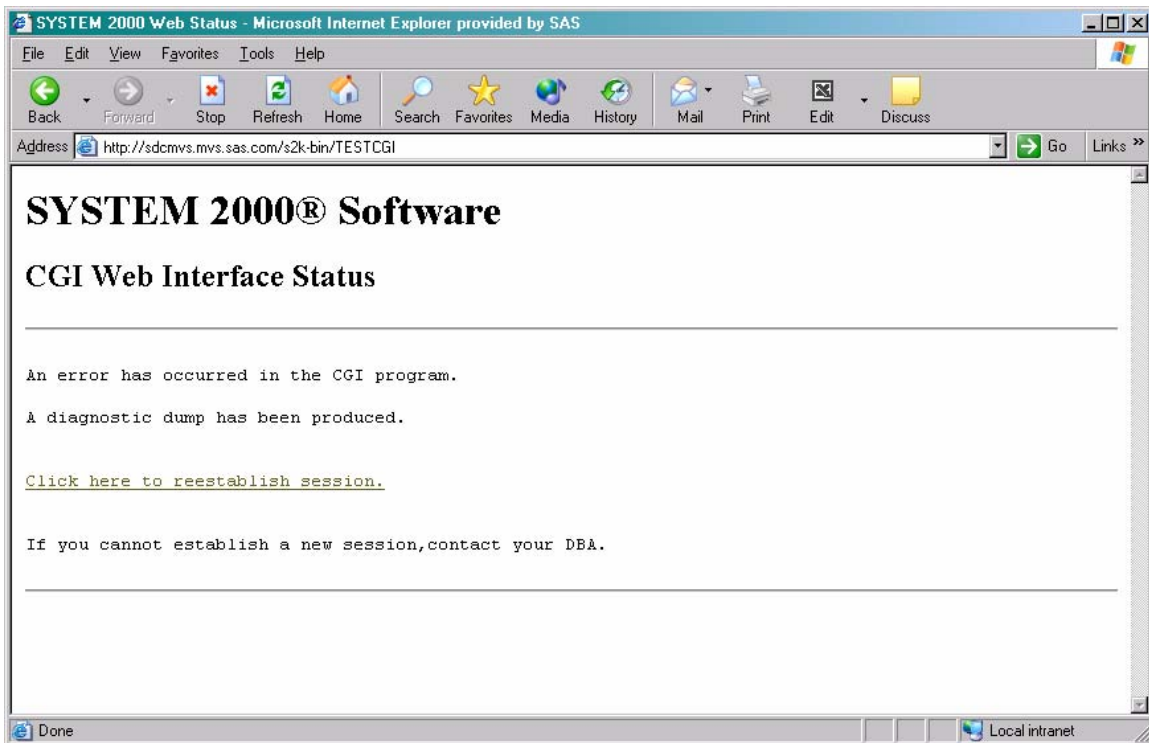 SYSTEM 2000 Web Status - Microsoft Internet Explorer provided by SAS
File Edit View Favorites Tools Help
Back Forward Stop Refresh Home Search Favorites Media History Mail Print Edit Discuss
Address http://sdcmvs.mvs.sas.com/s2k-bin/TESTCGI Go Links »
SYSTEM 2000® Software
CGI Web Interface Status
An error has occurred in the CGI program.
A diagnostic dump has been produced.
Click here to reestablish session.
If you cannot establish a new session,contact your DBA.
Done Local intranet